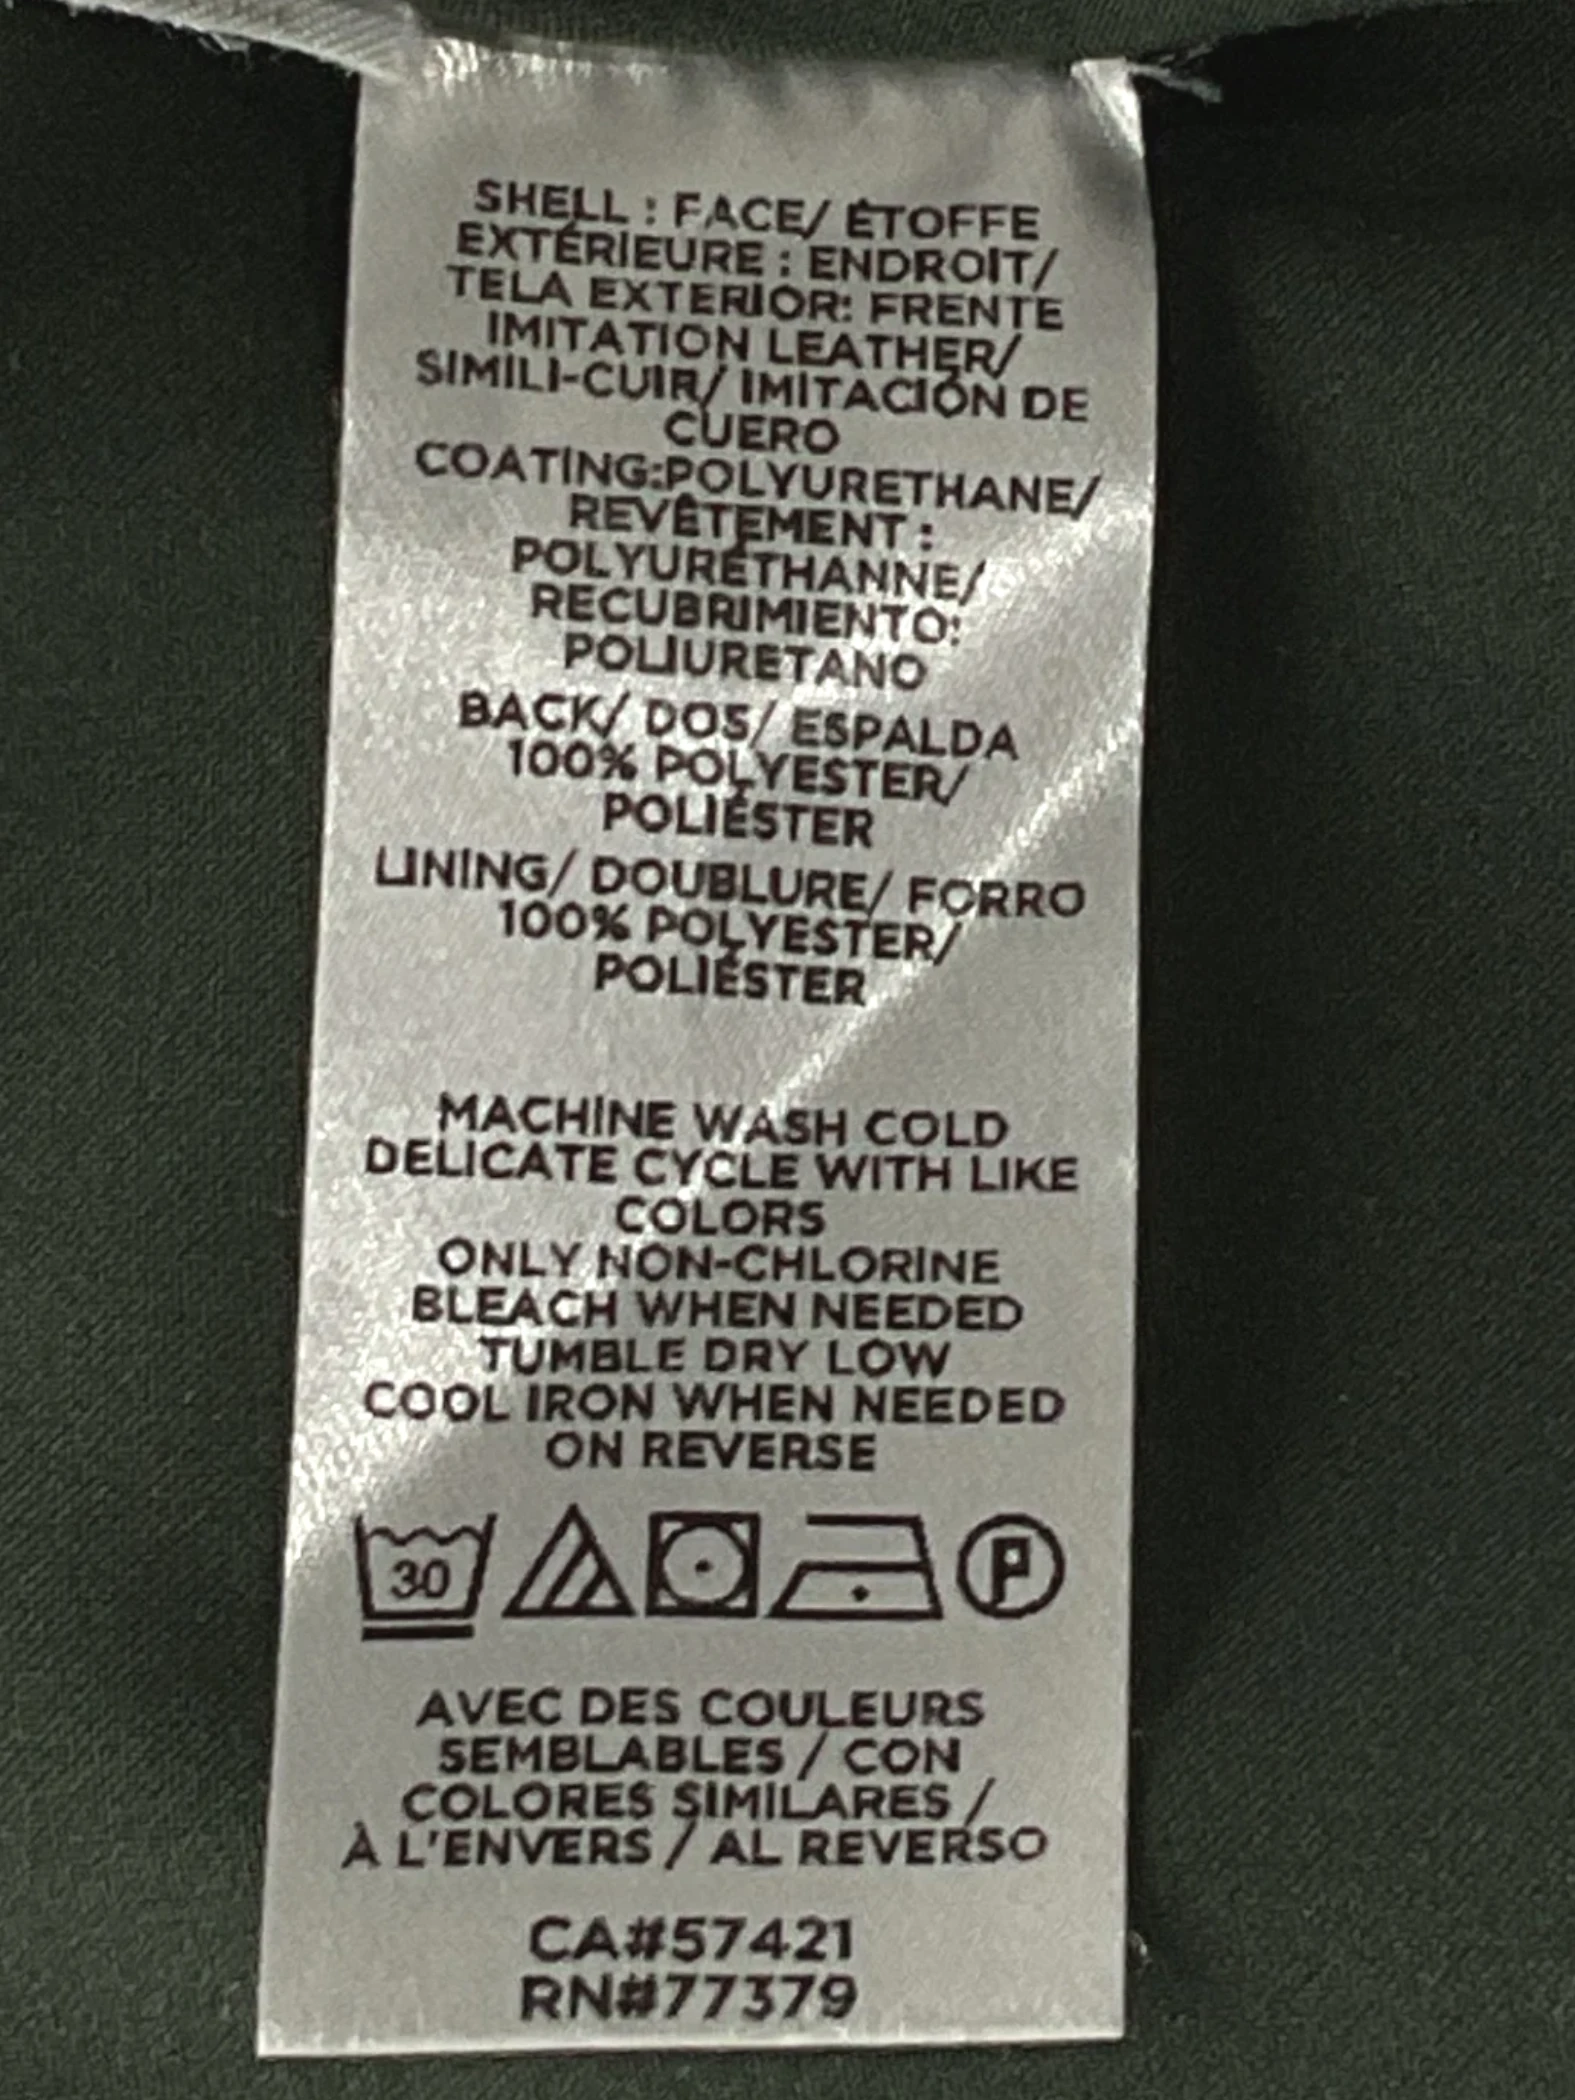 SHELL : FACE/ ÉTOFFE
EXTÉRIEURE : ENDROIT/
TELA EXTERIOR: FRENTE
IMITATION LEATHER/
SIMILI-CUIR/ IMITACIÓN DE
CUERO
COATING:POLYURETHANE/
REVÊTEMENT :
POLYURÉTHANNE/
RECUBRIMIENTO:
POLIURETANO
BACK/ DOS/ ESPALDA
100% POLYESTER/
POLIÉSTER
LINING/ DOUBLURE/ FORRO
100% POLYESTER/
POLIÉSTER
MACHINE WASH COLD
DELICATE CYCLE WITH LIKE
COLORS
ONLY NON-CHLORINE
BLEACH WHEN NEEDED
TUMBLE DRY LOW
COOL IRON WHEN NEEDED
ON REVERSE
30 P
AVEC DES COULEURS
SEMBLABLES / CON
COLORES SIMILARES /
À L'ENVERS / AL REVERSO
CA#57421
RN#77379